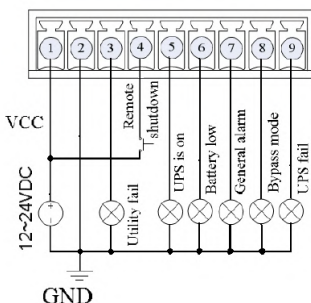 1 2 3 4 5 6 7 8 9
VCC
Remote
shutdown
12~24VDC
Utility fail
UPS is on
Battery low
General alarm
Bypass mode
UPS fail
GND